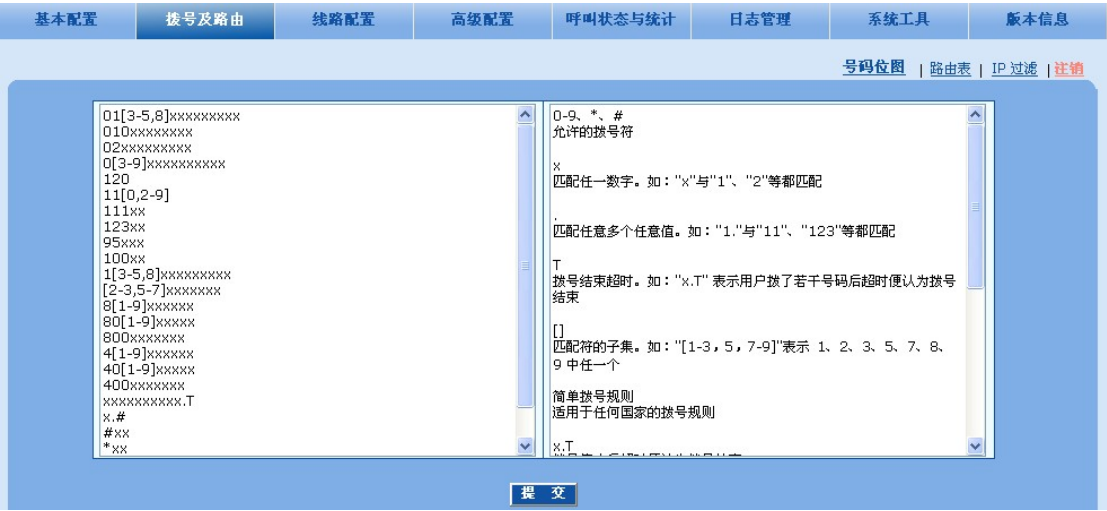 基本配置 拨号及路由 线路配置 高级配置 呼叫状态与统计 日志管理 系统工具 版本信息
号码位图 | 路由表 | IP 过滤 | 注销
01[3-5,8]xxxxxxxxx
010xxxxxxxx
02xxxxxxxxx
0[3-9]xxxxxxxxxx
120
11[0,2-9]
111xx
123xx
95xxx
100xx
1[3-5,8]xxxxxxxxx
[2-3,5-7]xxxxxxx
8[1-9]xxxxxx
80[1-9]xxxxx
800xxxxxxx
4[1-9]xxxxxx
40[1-9]xxxxx
400xxxxxxx
xxxxxxxxxx.T
x.#
#xx
*xx
0-9、*、#
允许的拨号符
x
匹配任一数字。如："x"与"1"、"2"等都匹配
.
匹配任意多个任意值。如："1."与"11"、"123"等都匹配
T
拨号结束超时。如："x.T" 表示用户拨了若干号码后超时便认为拨号
结束
[]
匹配符的子集。如："[1-3，5，7-9]"表示 1、2、3、5、7、8、
9 中任一个
简单拨号规则
适用于任何国家的拨号规则
x.T
提 交